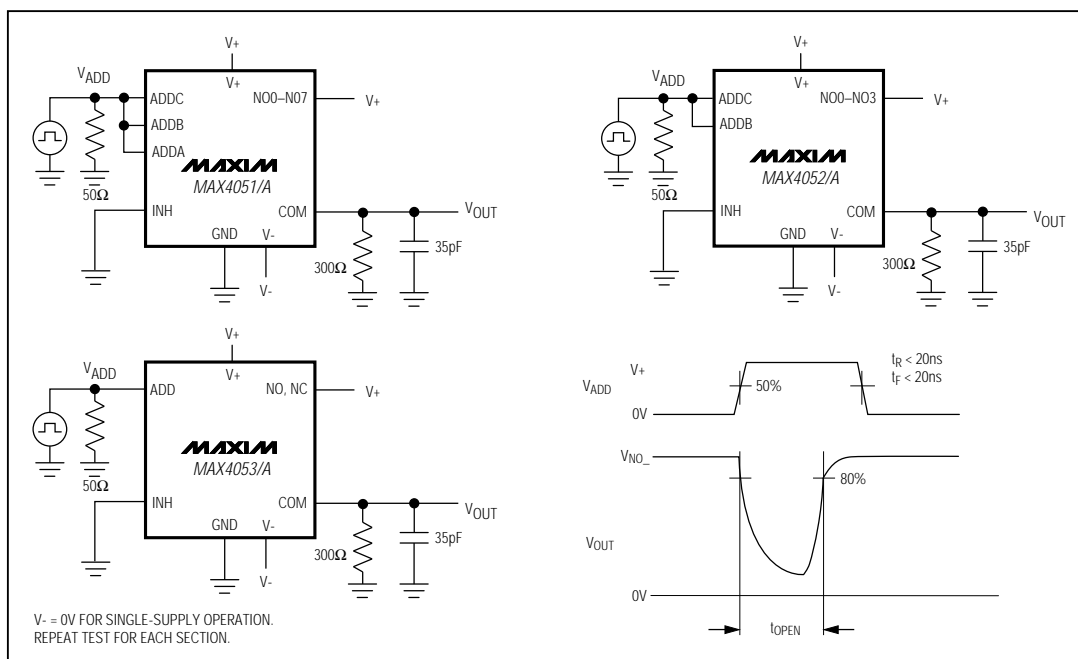 V+
VADD
V+
ADDC
NO0–N07
V+
ADDB
ADDA
MAXIM
MAX4051/A
50Ω
INH
COM
VOUT
GND
V-
35pF
300Ω
V-
V+
VADD
V+
ADDC
NO0–NO3
V+
ADDB
MAXIM
MAX4052/A
50Ω
INH
COM
VOUT
GND
V-
35pF
300Ω
V-
V+
VADD
V+
ADD
NO, NC
V+
MAXIM
MAX4053/A
50Ω
INH
COM
VOUT
GND
V-
35pF
300Ω
V-
V- = 0V FOR SINGLE-SUPPLY OPERATION.
REPEAT TEST FOR EACH SECTION.
V+
VADD
0V
50%
tR < 20ns
tF < 20ns
VNO_
80%
VOUT
0V
tOPEN